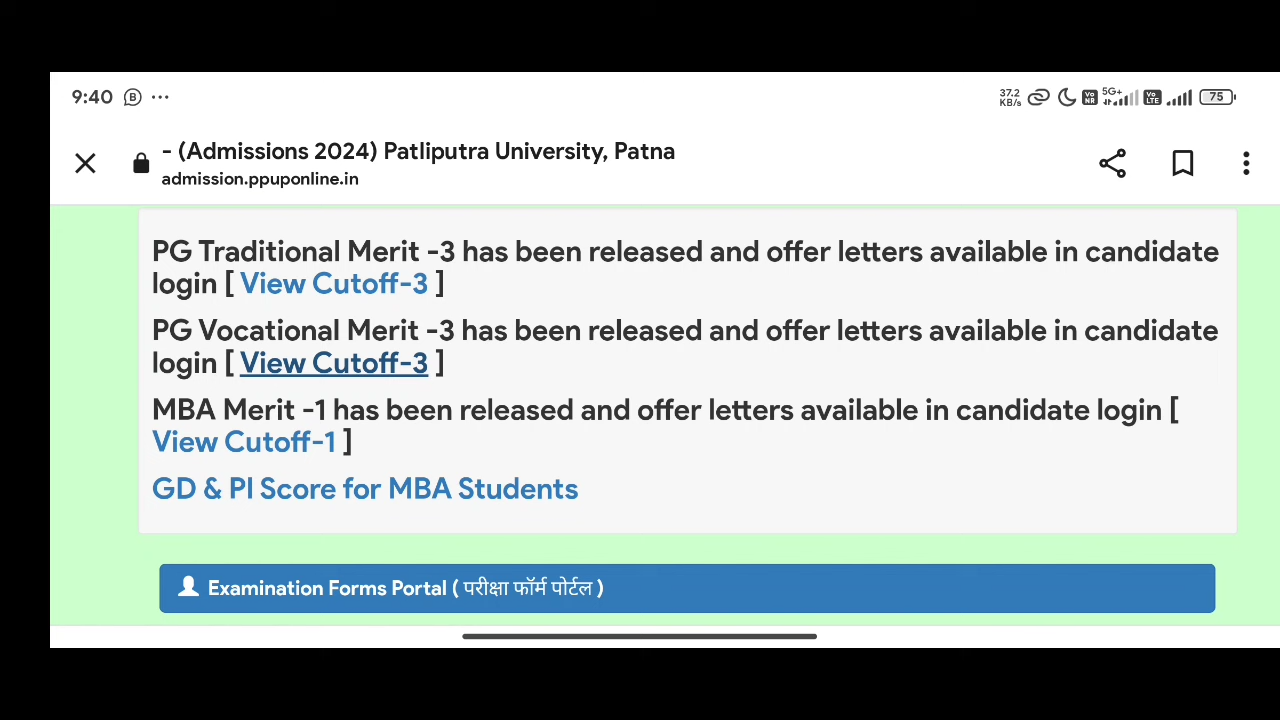 9:40 B ...
37.2 KB/s Vo NR 5G+ Vo LTE 75
- (Admissions 2024) Patliputra University, Patna
admission.ppuponline.in
PG Traditional Merit -3 has been released and offer letters available in candidate
login [ View Cutoff-3 ]
PG Vocational Merit -3 has been released and offer letters available in candidate
login [ View Cutoff-3 ]
MBA Merit -1 has been released and offer letters available in candidate login [
View Cutoff-1 ]
GD & PI Score for MBA Students
Examination Forms Portal ( परीक्षा फॉर्म पोर्टल )